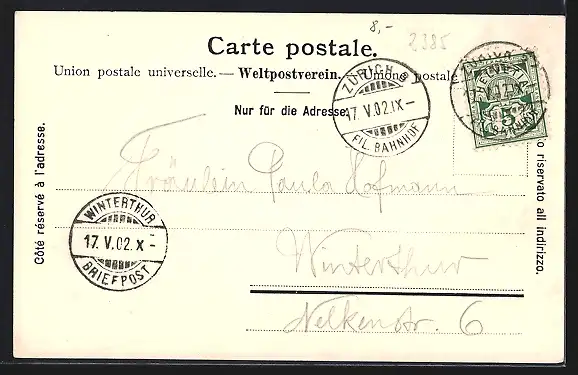 8,-
2385
Carte postale.
Union postale universelle. — Weltpostverein. — Unione postale
Nur für die Adresse.
ZÜRICH
17. V. 02. IX –
FIL. BAHNHOF
HELVETIA
5
Côté réservé à l'adresse.
riservato all indirizzo.
WINTERTHUR
17. V. 02. X –
BRIEFPOST
Fräulein Paula Hofmann
Winterthur
Nelkenstr. 6